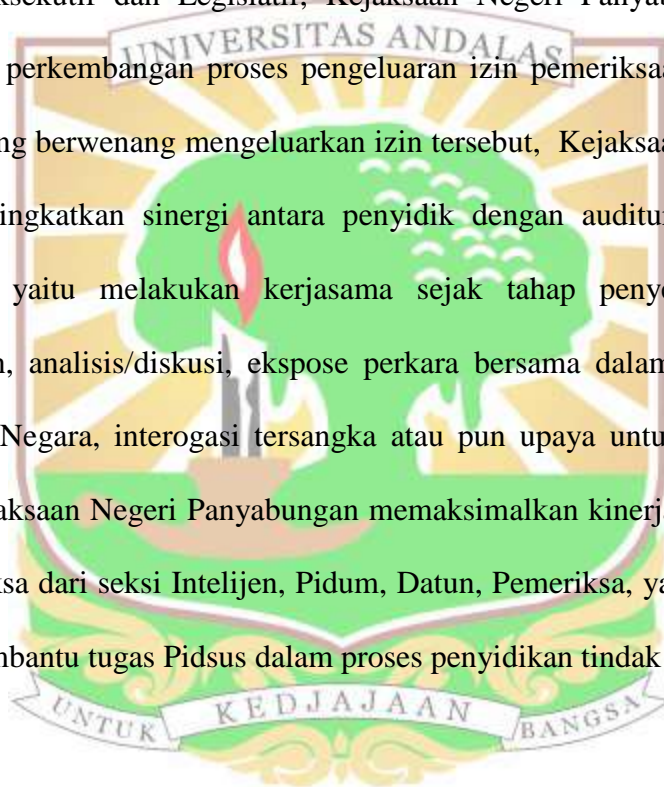 ksekutif dan Legislatif, Kejaksaan Negeri Panyab
UNIVERSITAS ANDALAS
perkembangan proses pengeluaran izin pemeriksaa
ng berwenang mengeluarkan izin tersebut, Kejaksaa
ingkatkan sinergi antara penyidik dengan auditu
yaitu melakukan kerjasama sejak tahap penye
n, analisis/diskusi, ekspose perkara bersama dalam
Negara, interogasi tersangka atau pun upaya untu
aksaan Negeri Panyabungan memaksimalkan kinerj
ksa dari seksi Intelijen, Pidum, Datun, Pemeriksa, ya
mbantu tugas Pidsus dalam proses penyidikan tindak
UNTUK KEDJAJAAN BANGSA